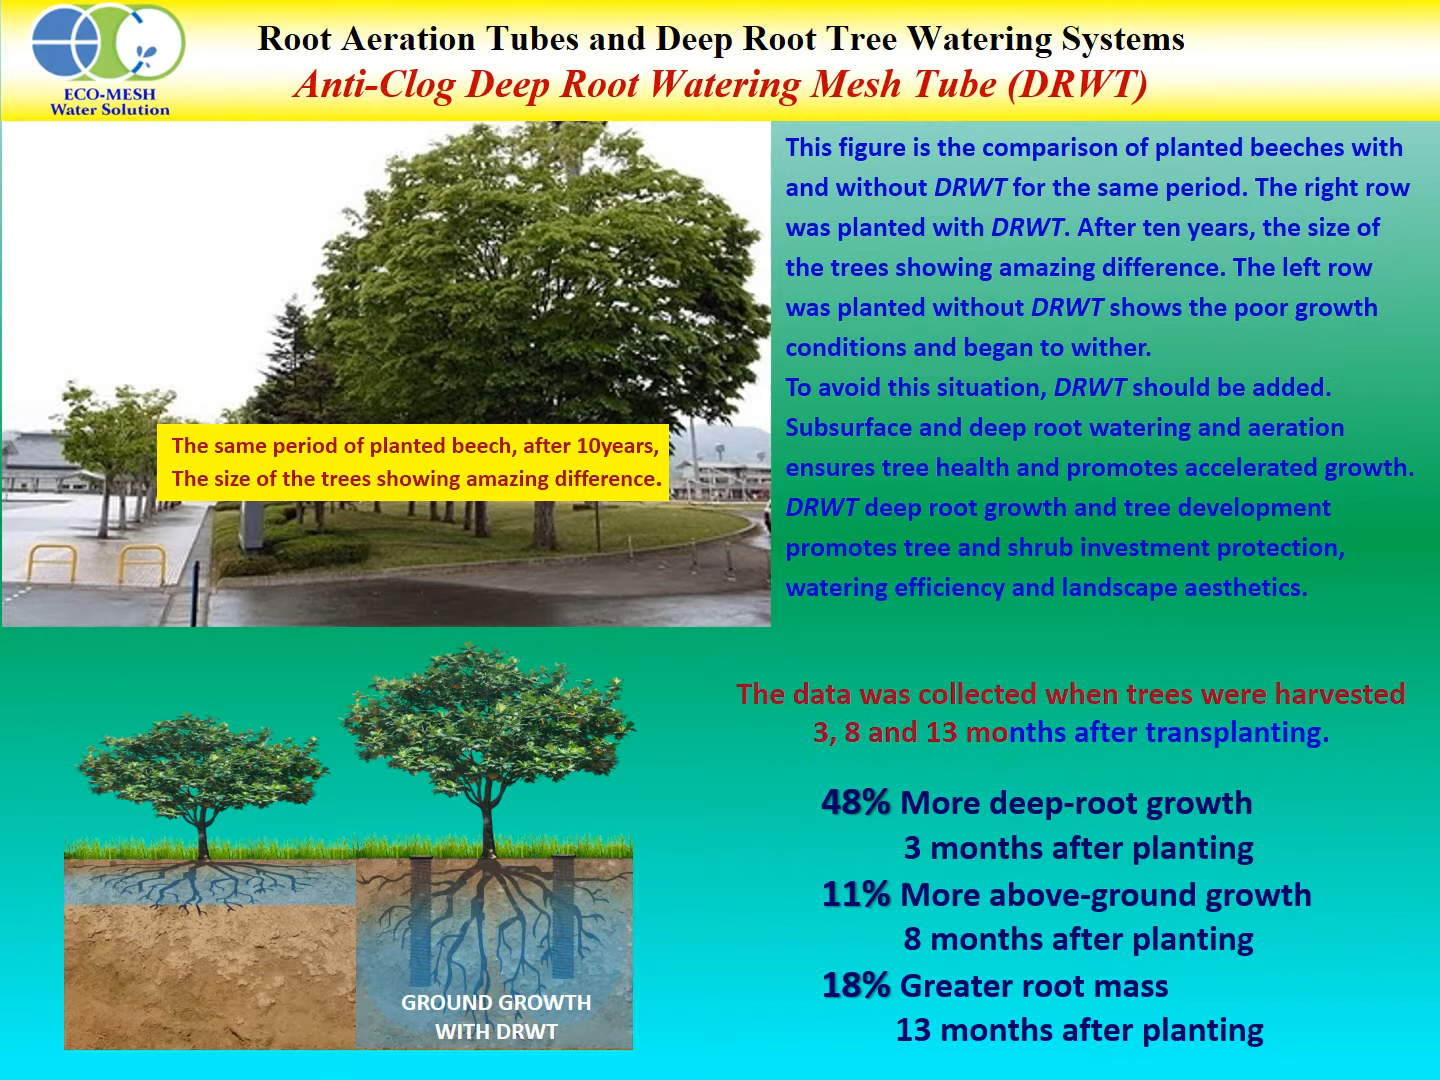 Root Aeration Tubes and Deep Root Tree Watering Systems
Anti-Clog Deep Root Watering Mesh Tube (DRWT)
ECO-MESH
Water Solution
This figure is the comparison of planted beeches with
and without DRWT for the same period. The right row
was planted with DRWT. After ten years, the size of
the trees showing amazing difference. The left row
was planted without DRWT shows the poor growth
conditions and began to wither.
To avoid this situation, DRWT should be added.
Subsurface and deep root watering and aeration
ensures tree health and promotes accelerated growth.
DRWT deep root growth and tree development
promotes tree and shrub investment protection,
watering efficiency and landscape aesthetics.
The same period of planted beech, after 10years,
The size of the trees showing amazing difference.
The data was collected when trees were harvested
3, 8 and 13 months after transplanting.
48% More deep-root growth
3 months after planting
11% More above-ground growth
8 months after planting
18% Greater root mass
13 months after planting
GROUND GROWTH
WITH DRWT